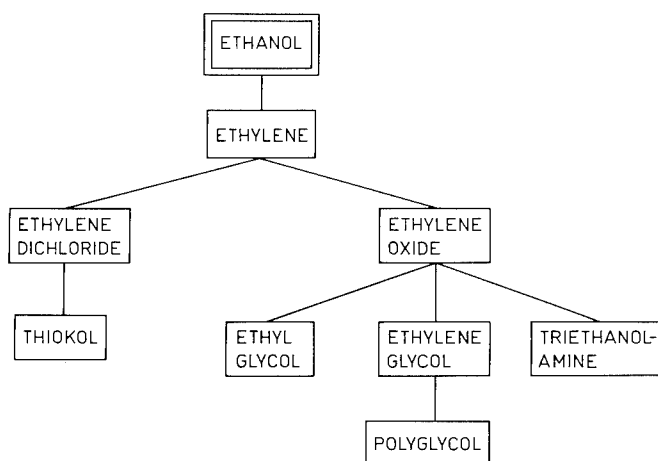 ETHANOL
ETHYLENE
ETHYLENE
DICHLORIDE
ETHYLENE
OXIDE
THIOKOL
ETHYL
GLYCOL
ETHYLENE
GLYCOL
TRIETHANOL-
AMINE
POLYGLYCOL